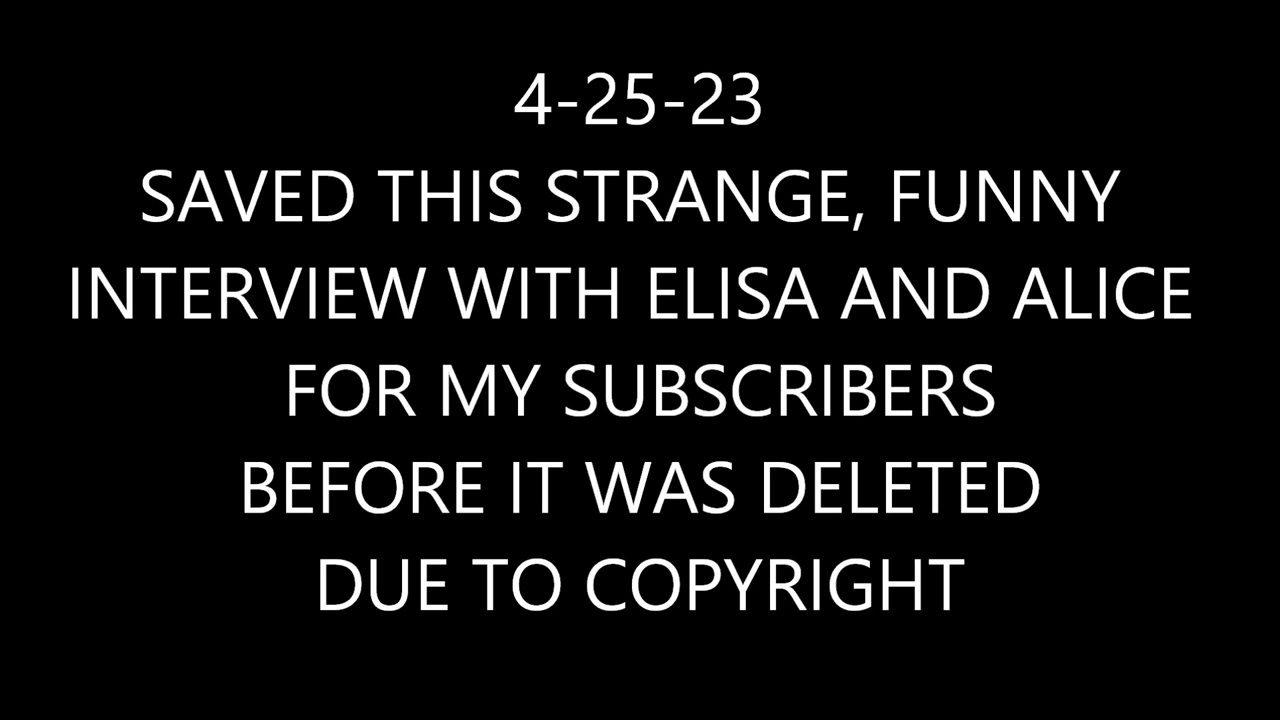 4-25-23
SAVED THIS STRANGE, FUNNY
INTERVIEW WITH ELISA AND ALICE
FOR MY SUBSCRIBERS
BEFORE IT WAS DELETED
DUE TO COPYRIGHT